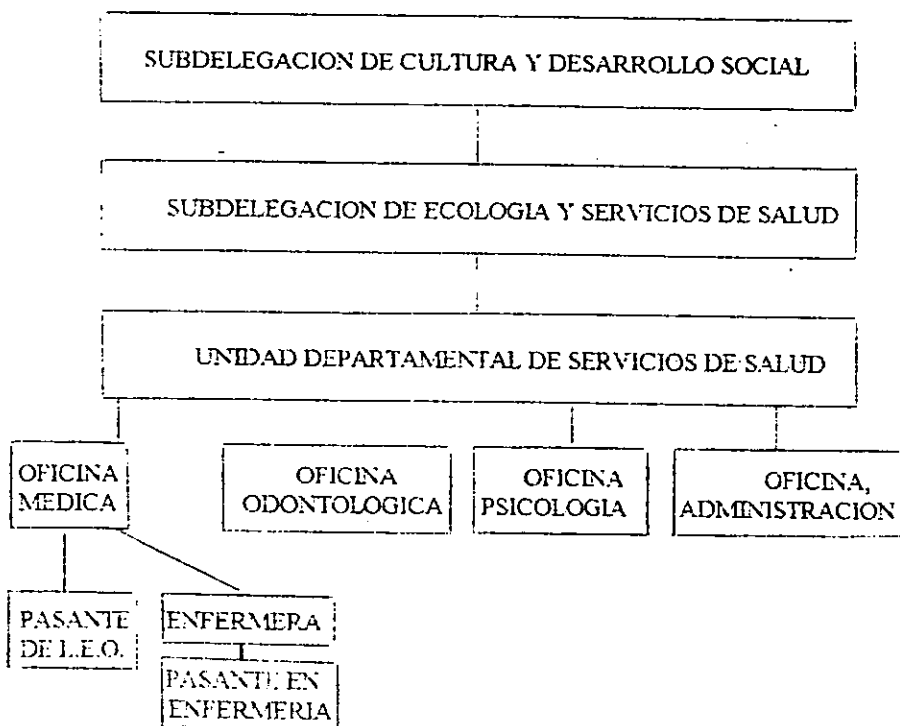 SUBDELEGACION DE CULTURA Y DESARROLLO SOCIAL
SUBDELEGACION DE ECOLOGIA Y SERVICIOS DE SALUD
UNIDAD DEPARTAMENTAL DE SERVICIOS DE SALUD
OFICINA
MEDICA
OFICINA
ODONTOLOGICA
OFICINA
PSICOLOGIA
OFICINA,
ADMINISTRACION
PASANTE
DE L.E.O.
ENFERMERA
PASANTE EN
ENFERMERIA